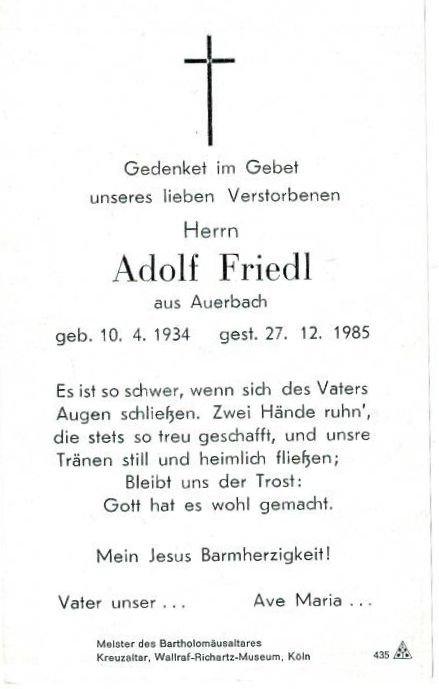 Gedenket im Gebet
unseres lieben Verstorbenen
Herrn
Adolf Friedl
aus Auerbach
geb. 10. 4. 1934 gest. 27. 12. 1985
Es ist so schwer, wenn sich des Vaters
Augen schließen. Zwei Hände ruhn',
die stets so treu geschafft, und unsre
Tränen still und heimlich fließen;
Bleibt uns der Trost:
Gott hat es wohl gemacht.
Mein Jesus Barmherzigkeit!
Vater unser ... Ave Maria ...
Meister des Bartholomäusaltares
Kreuzaltar, Wallraf-Richartz-Museum, Köln 435